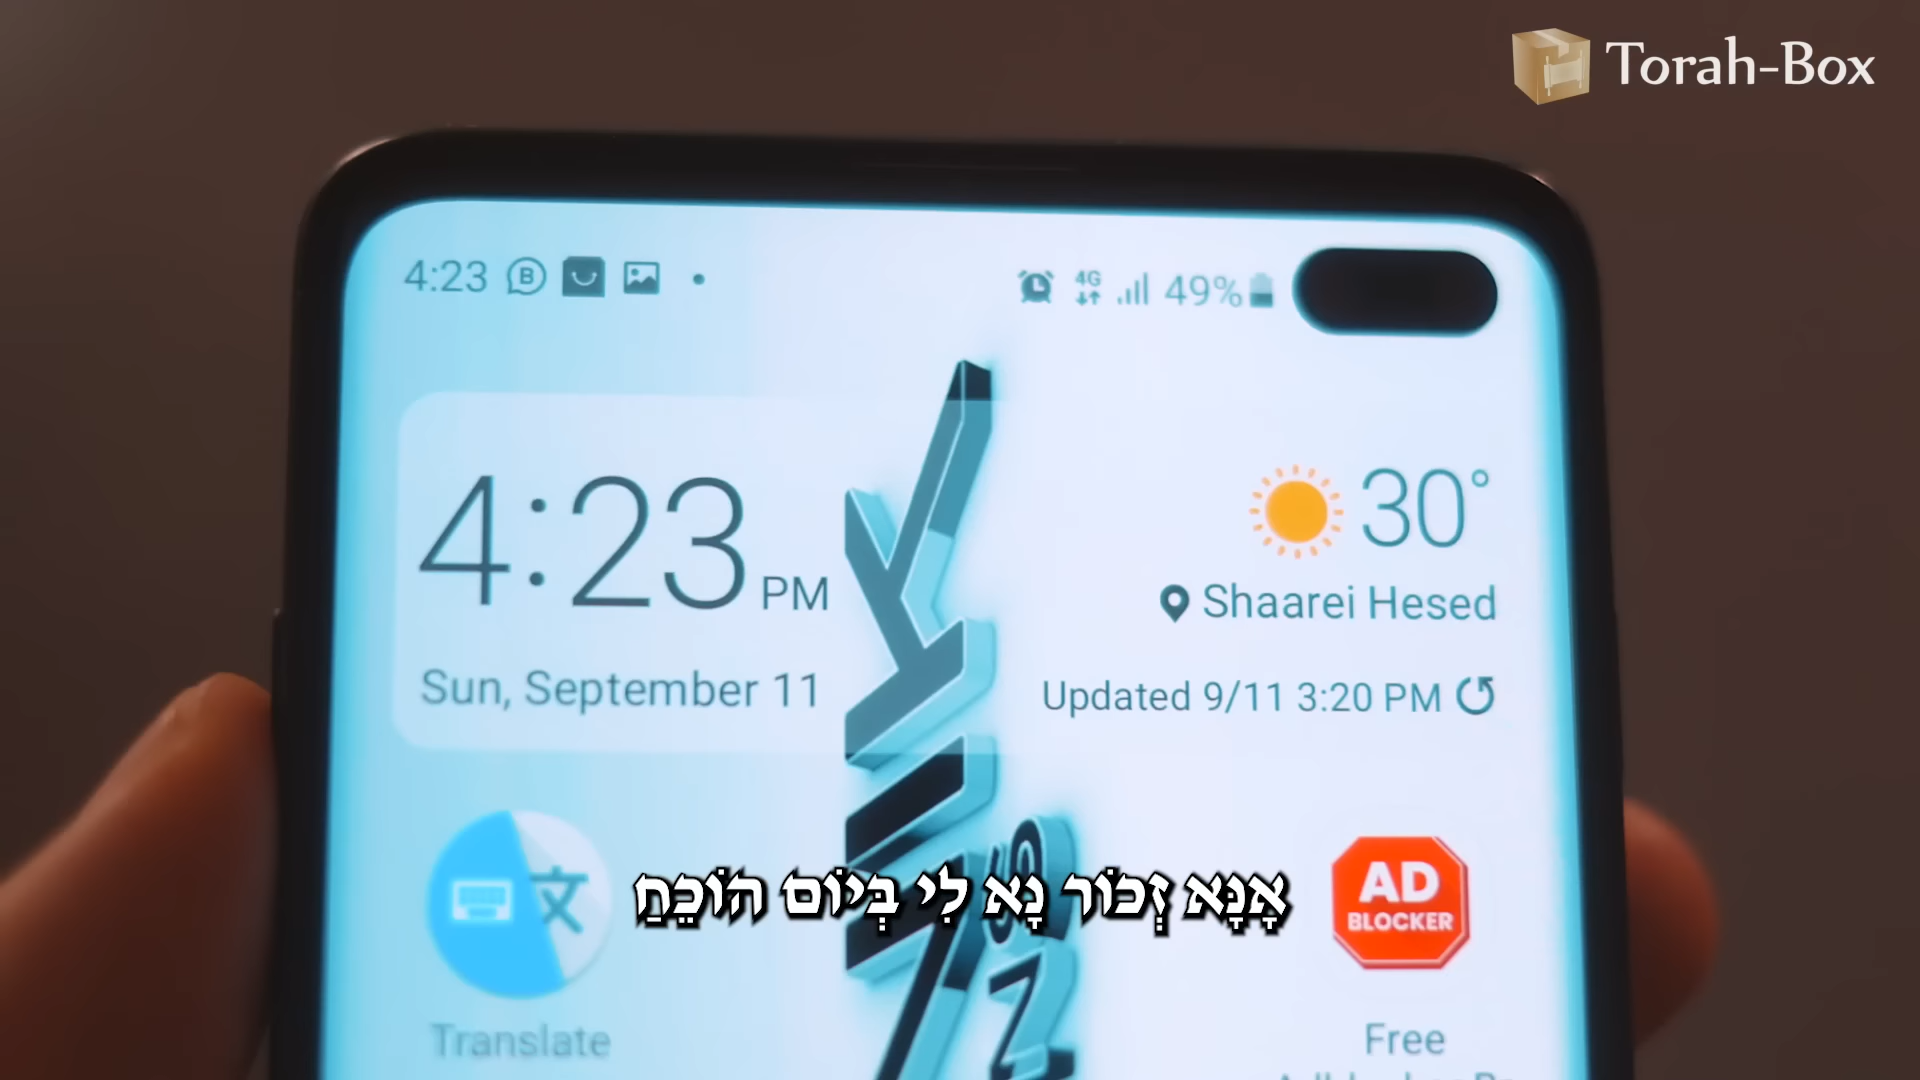 Torah-Box
4:23
4G
49%
4:23 PM
Sun, September 11
30°
Shaarei Hesed
Updated 9/11 3:20 PM
AD
BLOCKER
אָנָּא זְכוֹר נָא לִי בְּיוֹם הוֹכֵחַ
Translate
Free